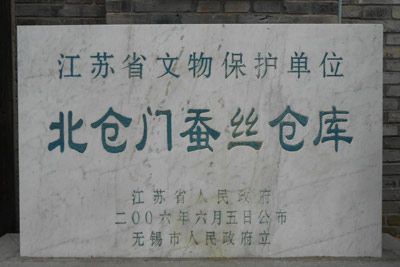 江苏省文物保护单位
北仓门蚕丝仓库
江苏省人民政府
二〇〇六年六月五日公布
无锡市人民政府立